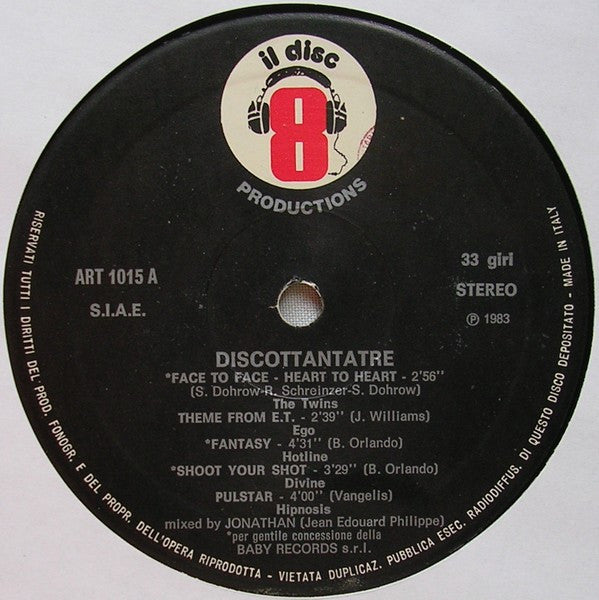 il disc
8
PRODUCTIONS
ART 1015 A
S.I.A.E.
33 giri
STEREO
℗ 1983
DISCOTTANTATRE
*FACE TO FACE - HEART TO HEART - 2'56''
(S. Dohrow-R. Schreinzer-S. Dohrow)
The Twins
THEME FROM E.T. - 2'39'' (J. Williams)
Ego
*FANTASY - 4'31'' (B. Orlando)
Hotline
*SHOOT YOUR SHOT - 3'29'' (B. Orlando)
Divine
PULSTAR - 4'00'' (Vangelis)
Hipnosis
mixed by JONATHAN (Jean Edouard Philippe)
*per gentile concessione della
BABY RECORDS s.r.l.
RISERVATI TUTTI I DIRITTI DEL PROD. FONOGR. E DEL PROPR. DELL'OPERA RIPRODOTTA - VIETATA DUPLICAZ. PUBBLICA ESEC. RADIODIFFUS. DI QUESTO DISCO DEPOSITATO - MADE IN ITALY